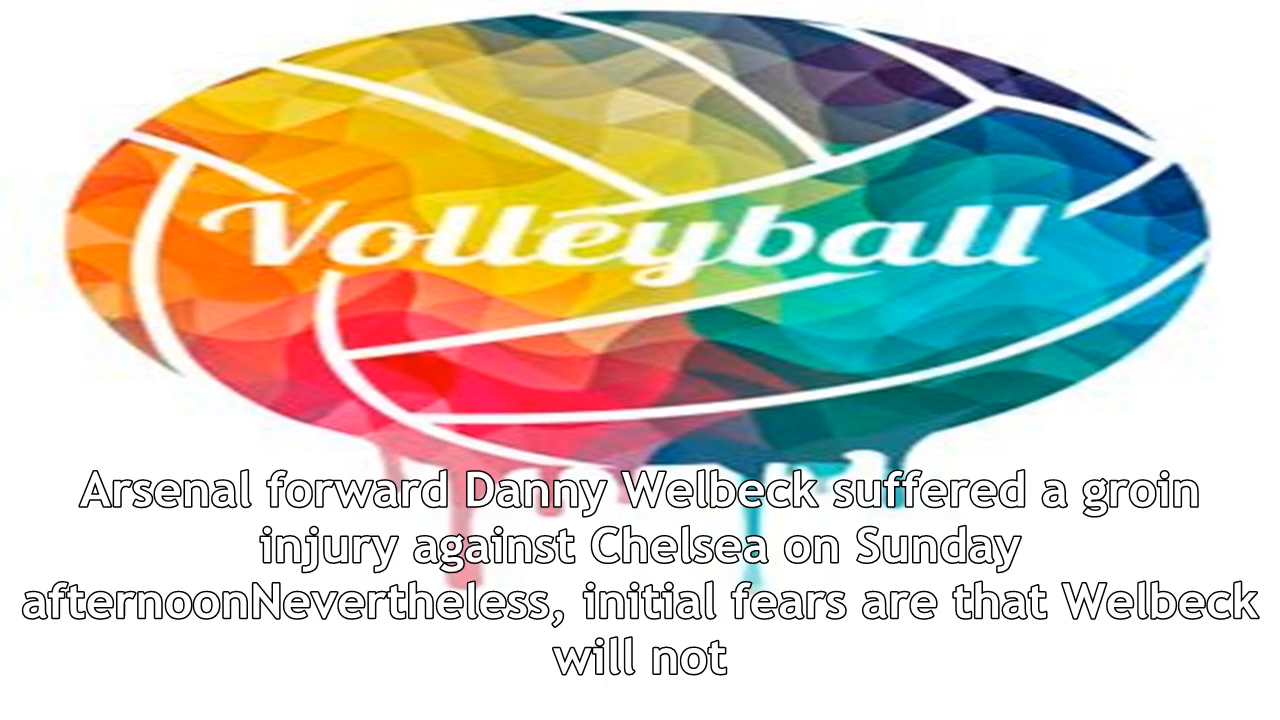 Volleyball
Arsenal forward Danny Welbeck suffered a groin
injury against Chelsea on Sunday
afternoonNevertheless, initial fears are that Welbeck
will not